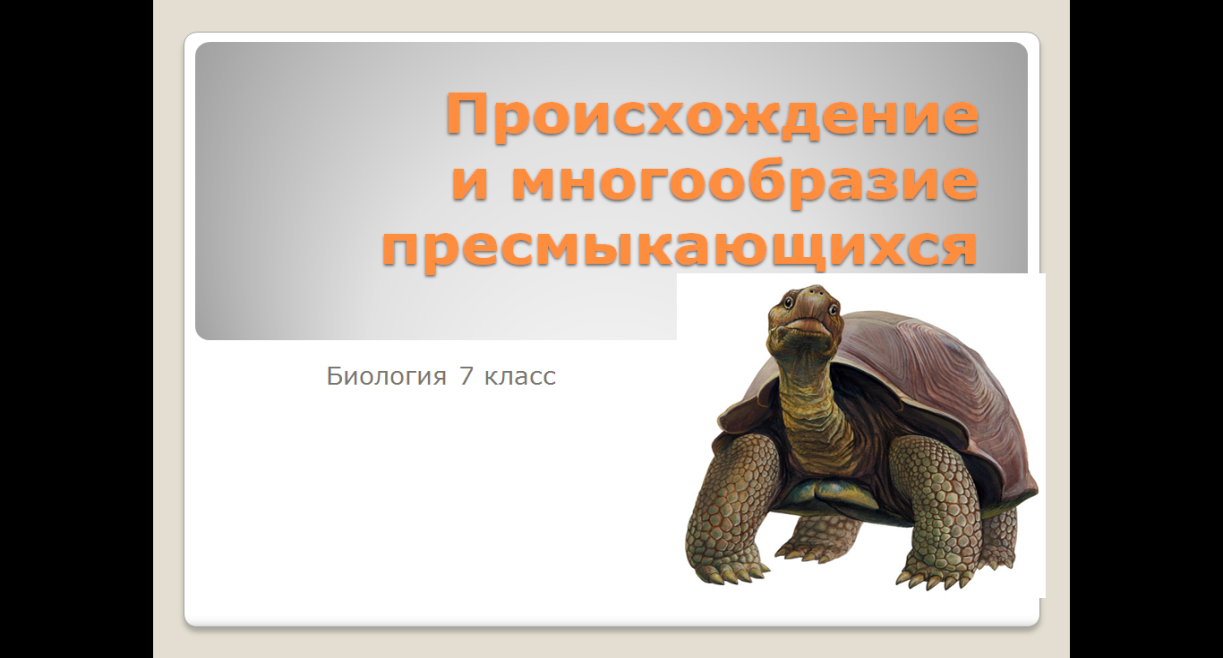 Происхождение
и многообразие
пресмыкающихся
Биология 7 класс